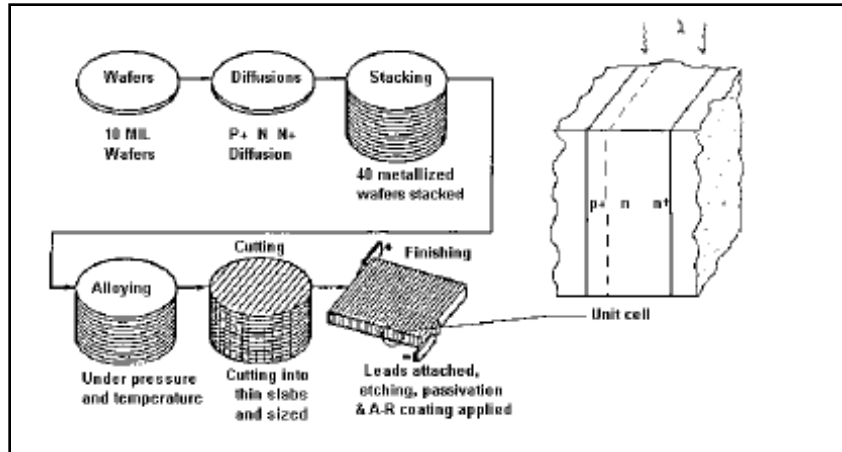 Wafers
Diffusions
Stacking
10 MIL
Wafers
P+ N N+
Diffusion
40 metallized
wafers stacked
Alloying
Cutting
Finishing
+
−
Under pressure
and temperature
Cutting into
thin slabs
and sized
Leads attached,
etching, passivation
& A-R coating applied
p+ n n+
Unit cell